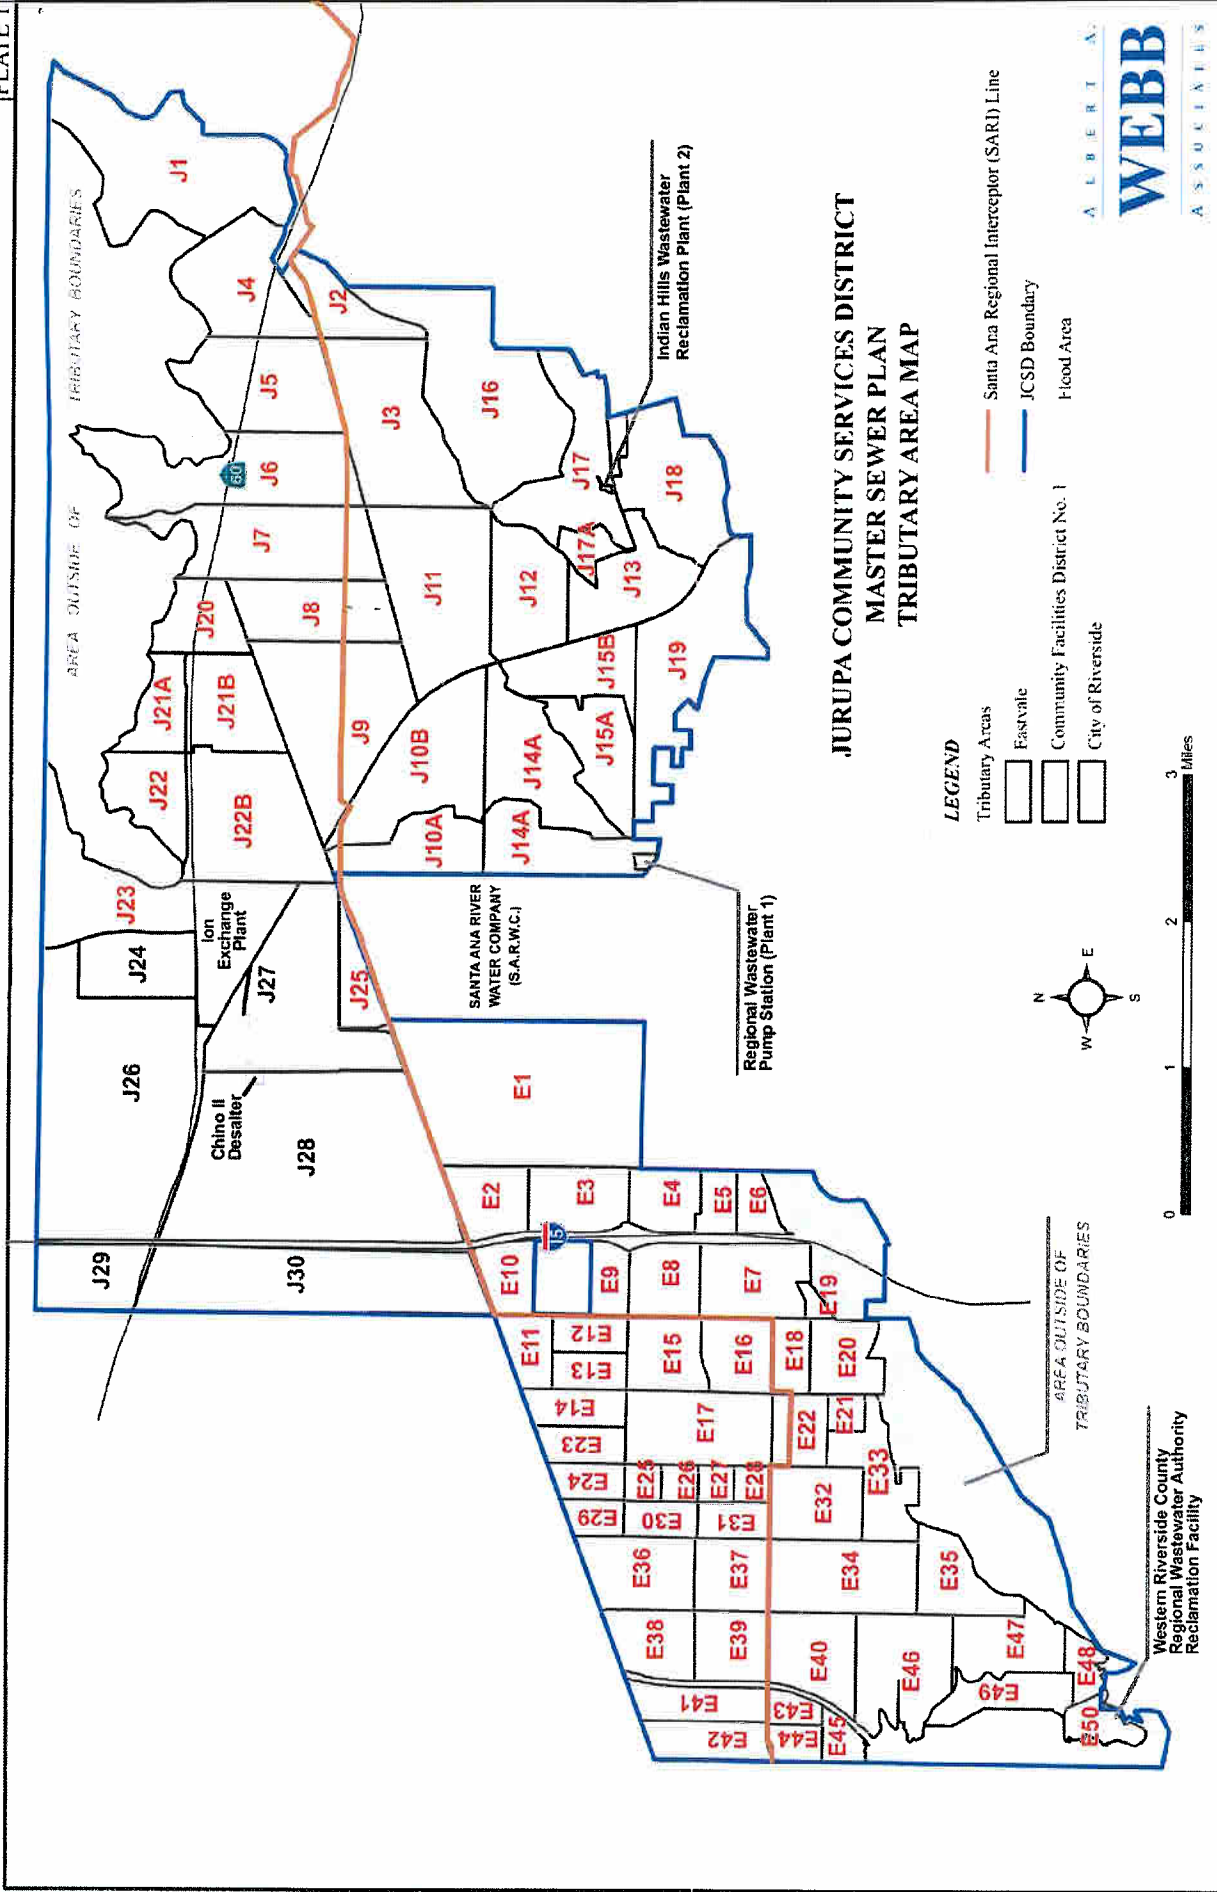 PLATE 1
AREA OUTSIDE OF TRIBUTARY BOUNDARIES
J1
J4
J2
J5
J3
J16
J6
60
J17
J18
J7
J17A
J11
J12
J13
J20
J8
J15B
J19
J21A
J21B
J9
J10B
J14A
J15A
J22
J22B
J10A
J14A
J23
J24
J25
J26
J27
J28
J29
J30
Ion
Exchange
Plant
Chino II
Desalter
SANTA ANA RIVER
WATER COMPANY
(S.A.R.W.C.)
Indian Hills Wastewater
Reclamation Plant (Plant 2)
Regional Wastewater
Pump Station (Plant 1)
E1
E2
E3
E4
E5
E6
15
E10
E9
E8
E7
E19
E11
E12
E13
E15
E16
E18
E20
E14
E23
E17
E22
E21
E24
E25
E26
E27
E28
E33
E29
E30
E31
E32
E36
E37
E34
E35
E38
E39
E40
E46
E47
E48
E41
E43
E49
E42
E44
E45
E50
AREA OUTSIDE OF
TRIBUTARY BOUNDARIES
Western Riverside County
Regional Wastewater Authority
Reclamation Facility
JURUPA COMMUNITY SERVICES DISTRICT
MASTER SEWER PLAN
TRIBUTARY AREA MAP
LEGEND
Tributary Areas
Eastvale
Community Facilities District No. 1
City of Riverside
Santa Ana Regional Interceptor (SARI) Line
JCSD Boundary
Flood Area
N
W
E
S
0
1
2
3
Miles
ALBERT A.
WEBB
ASSOCIATES